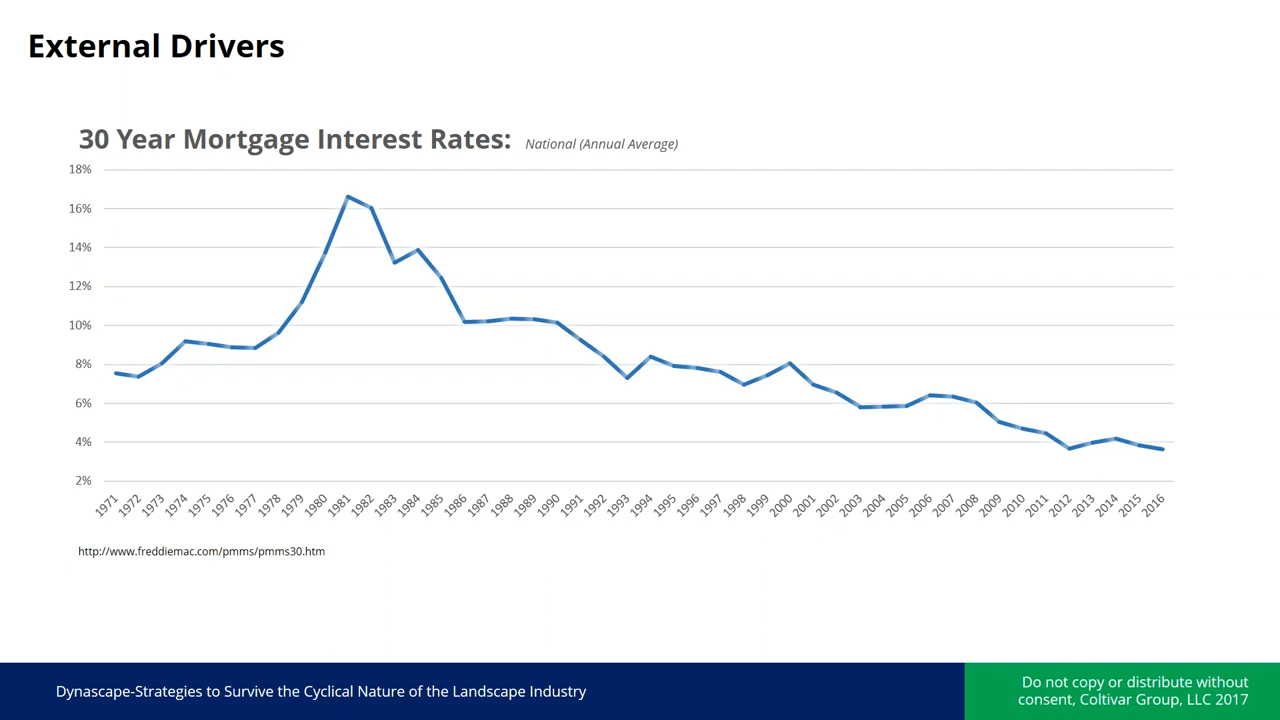 External Drivers
30 Year Mortgage Interest Rates: National (Annual Average)
18%
16%
14%
12%
10%
8%
6%
4%
2%
1971 1972 1973 1974 1975 1976 1977 1978 1979 1980 1981 1982 1983 1984 1985 1986 1987 1988 1989 1990 1991 1992 1993 1994 1995 1996 1997 1998 1999 2000 2001 2002 2003 2004 2005 2006 2007 2008 2009 2010 2011 2012 2013 2014 2015 2016
http://www.freddiemac.com/pmms/pmms30.htm
Dynascape-Strategies to Survive the Cyclical Nature of the Landscape Industry
Do not copy or distribute without
consent, Coltivar Group, LLC 2017